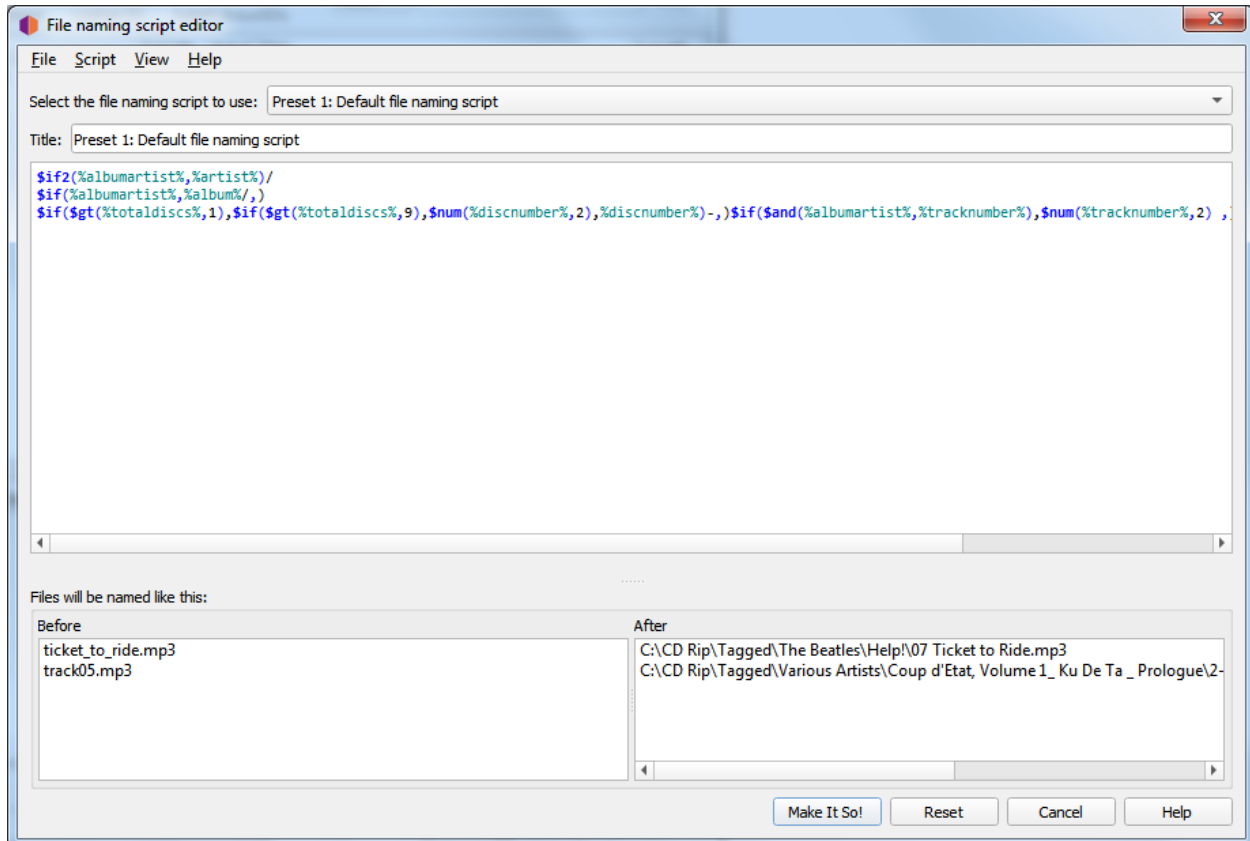 File naming script editor
File Script View Help
Select the file naming script to use: Preset 1: Default file naming script
Title: Preset 1: Default file naming script
$if2(%albumartist%,%artist%)/
$if(%albumartist%,%album%/,)
$if($gt(%totaldiscs%,1),$if($gt(%totaldiscs%,9),$num(%discnumber%,2),%discnumber%)-,)$if($and(%albumartist%,%tracknumber%),$num(%tracknumber%,2) ,)
Files will be named like this:
Before
ticket_to_ride.mp3
track05.mp3
After
C:\CD Rip\Tagged\The Beatles\Help!\07 Ticket to Ride.mp3
C:\CD Rip\Tagged\Various Artists\Coup d'Etat, Volume 1_ Ku De Ta _ Prologue\2-
Make It So! Reset Cancel Help